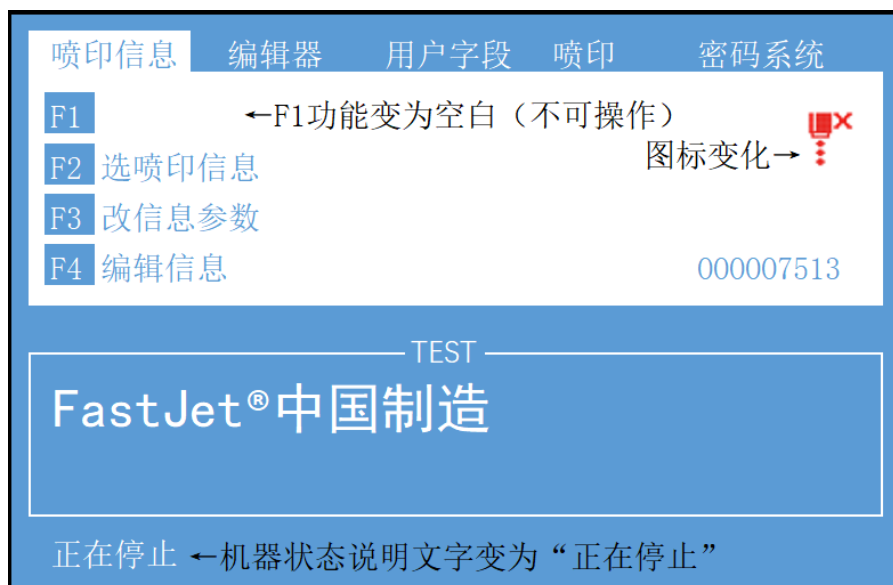 喷印信息 编辑器 用户字段 喷印 密码系统
F1 ←F1功能变为空白（不可操作）
图标变化→
F2 选喷印信息
F3 改信息参数
F4 编辑信息 000007513
TEST
FastJet®中国制造
正在停止 ←机器状态说明文字变为“正在停止”